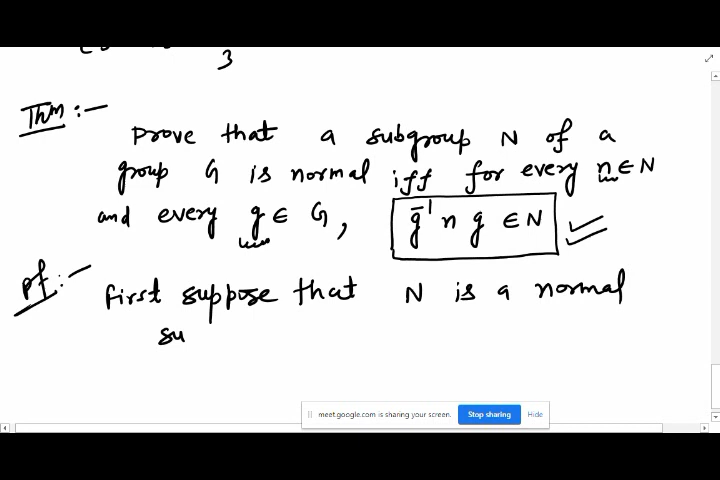 3
Thm :-
Prove that a subgroup N of a
group G is normal iff for every n ∈ N
and every g ∈ G, g⁻¹ n g ∈ N
Pf :-
First suppose that N is a normal
su
meet.google.com is sharing your screen. Stop sharing Hide